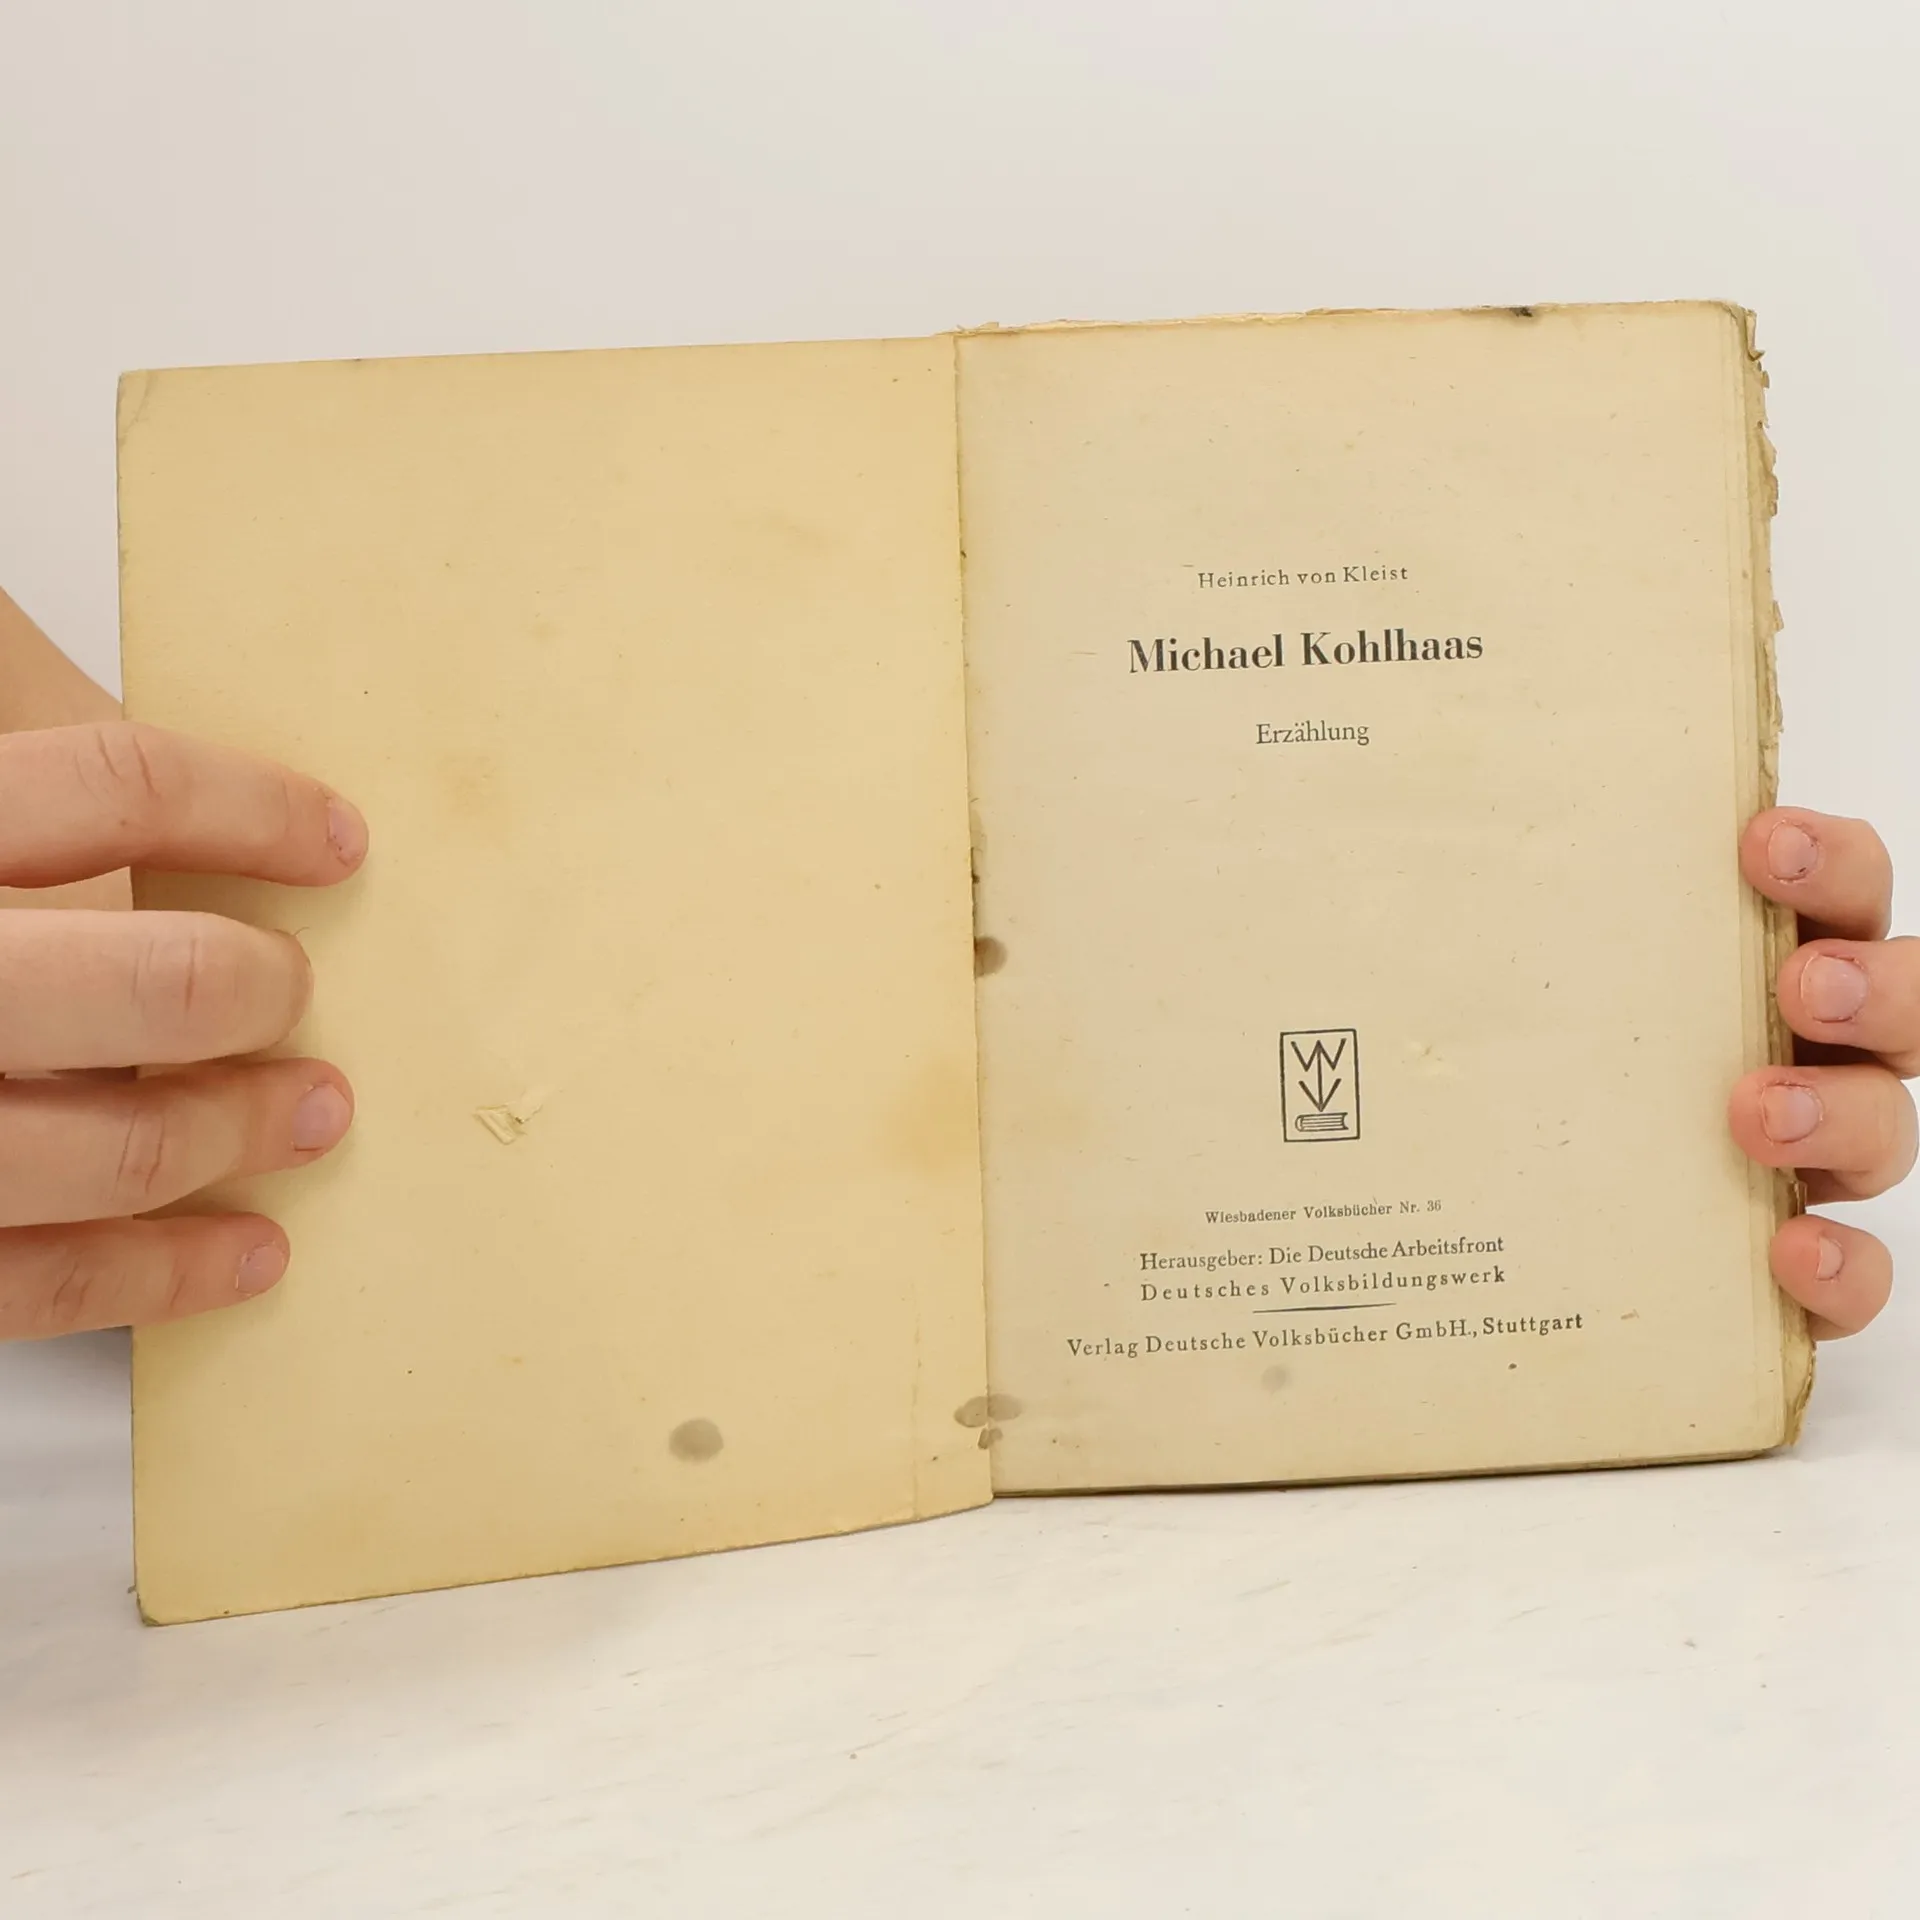 Heinrich von Kleist
Michael Kohlhaas
Erzählung
WV
Wiesbadener Volksbücher Nr. 36
Herausgeber: Die Deutsche Arbeitsfront
Deutsches Volksbildungswerk
Verlag Deutsche Volksbücher GmbH., Stuttgart